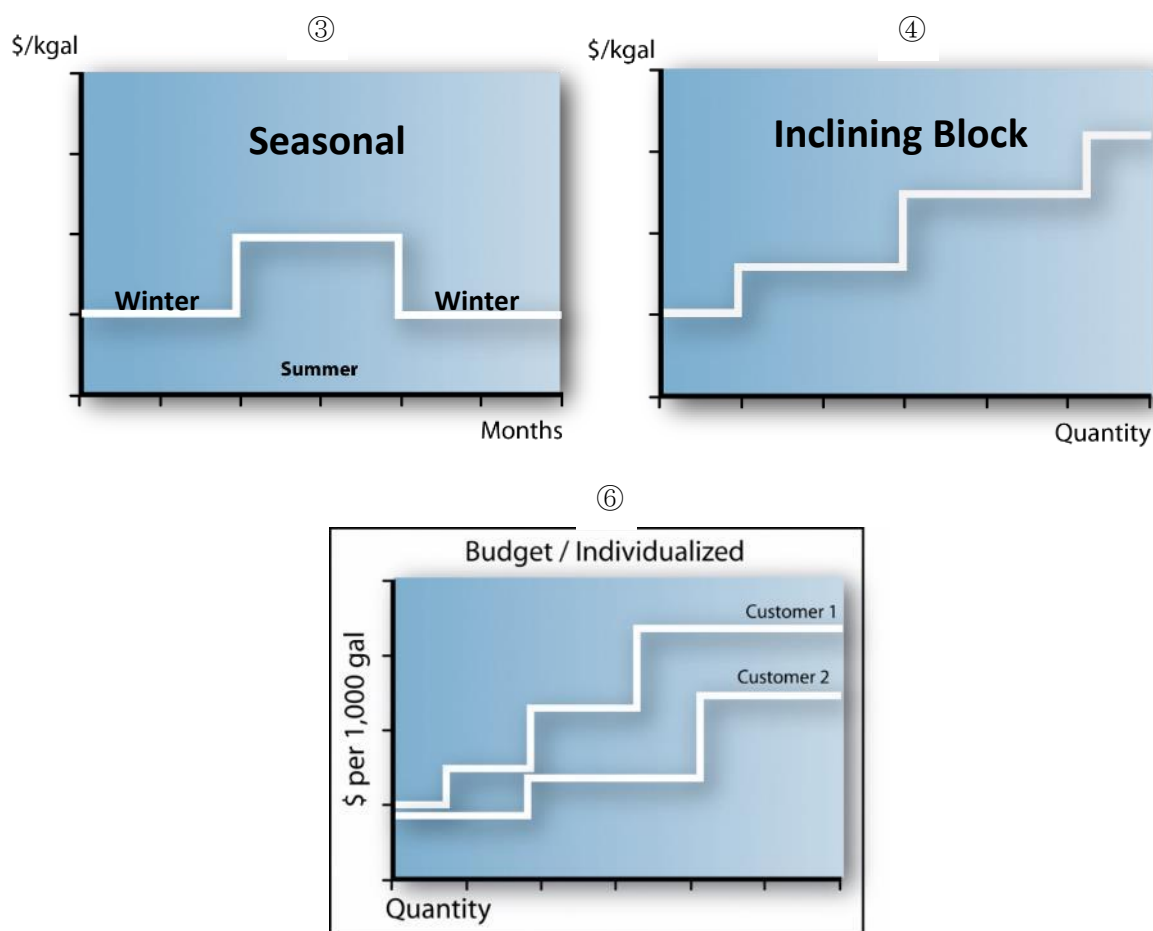 ③
$/kgal
Seasonal
Winter
Winter
Summer
Months
④
$/kgal
Inclining Block
Quantity
⑥
Budget / Individualized
Customer 1
Customer 2
$ per 1,000 gal
Quantity